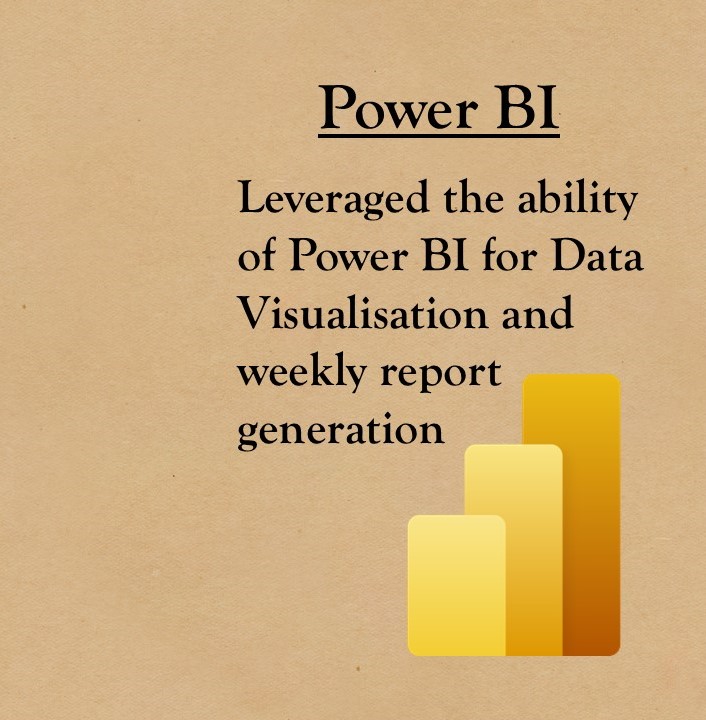 Power BI
Leveraged the ability
of Power BI for Data
Visualisation and
weekly report
generation